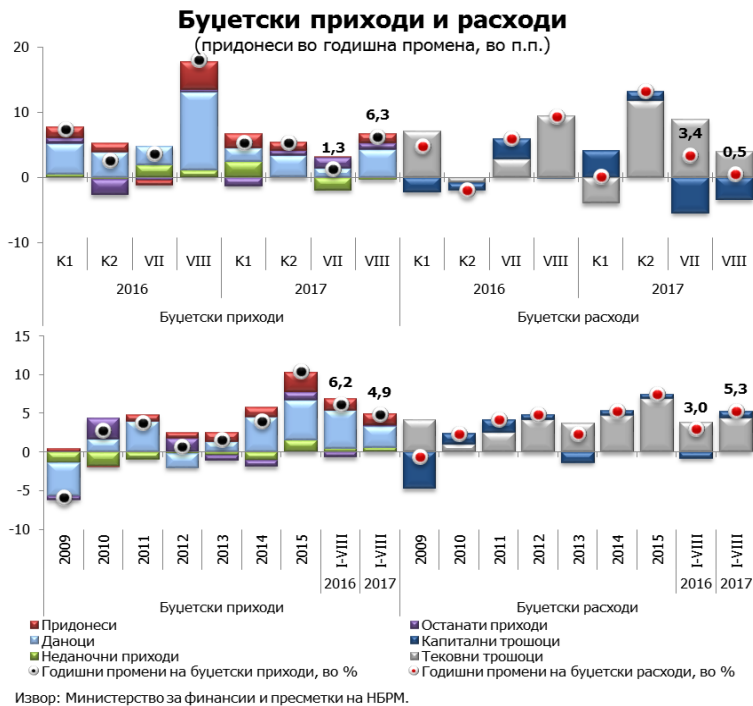 Буџетски приходи и расходи
(придонеси во годишна промена, во п.п.)
20
10
0
-10
1,3
6,3
3,4
0,5
К1 К2 VII VIII К1 К2 VII VIII К1 К2 VII VIII К1 К2 VII VIII
2016 2017 2016 2017
Буџетски приходи Буџетски расходи
15
10
5
0
-5
-10
6,2
4,9
3,0
5,3
2009 2010 2011 2012 2013 2014 2015 I-VIII I-VIII 2009 2010 2011 2012 2013 2014 2015 I-VIII I-VIII
2016 2017 2016 2017
Буџетски приходи Буџетски расходи
Придонеси Останати приходи
Даноци Капитални трошоци
Неданочни приходи Тековни трошоци
Годишни промени на буџетски приходи, во % Годишни промени на буџетски расходи, во %
Извор: Министерство за финансии и пресметки на НБРМ.